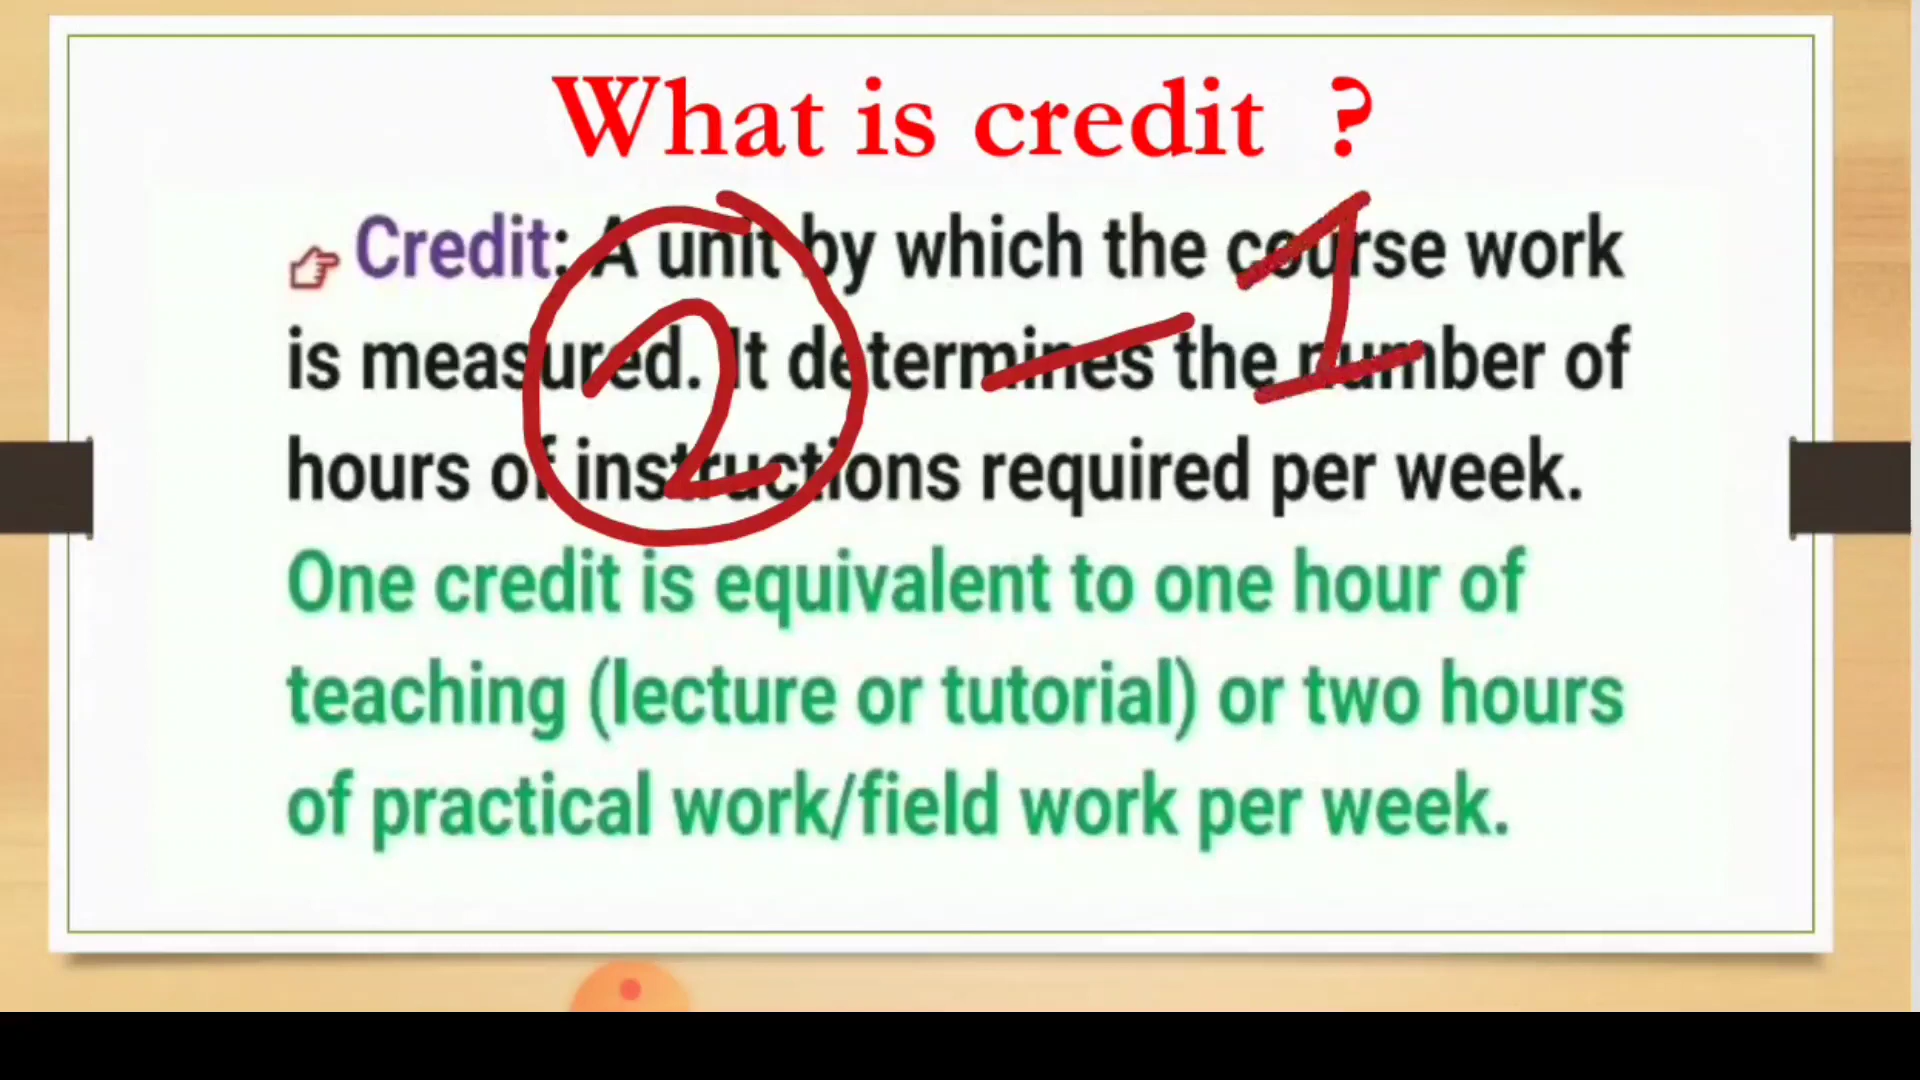 What is credit ?
Credit: A unit by which the course work
is measured. It determines the number of
hours of instructions required per week.
One credit is equivalent to one hour of
teaching (lecture or tutorial) or two hours
of practical work/field work per week.
2 – 1